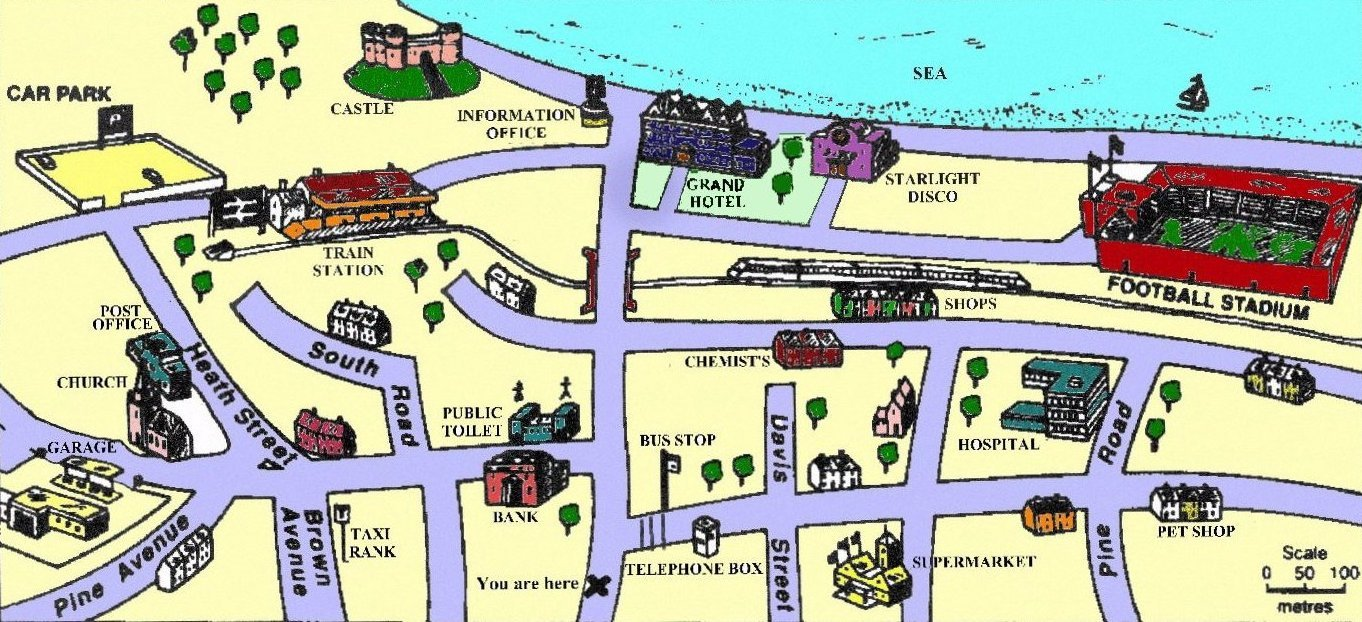 SEA
CAR PARK
P
CASTLE
INFORMATION
OFFICE
GRAND
HOTEL
STARLIGHT
DISCO
TRAIN
STATION
FOOTBALL STADIUM
SHOPS
POST
OFFICE
Heath Street
South
Road
CHEMIST'S
CHURCH
PUBLIC
TOILET
BUS STOP
Davis
Street
HOSPITAL
Pine Road
GARAGE
BANK
TAXI
RANK
Brown
Avenue
Pine Avenue
You are here
TELEPHONE BOX
SUPERMARKET
PET SHOP
Scale
0 50 100
metres